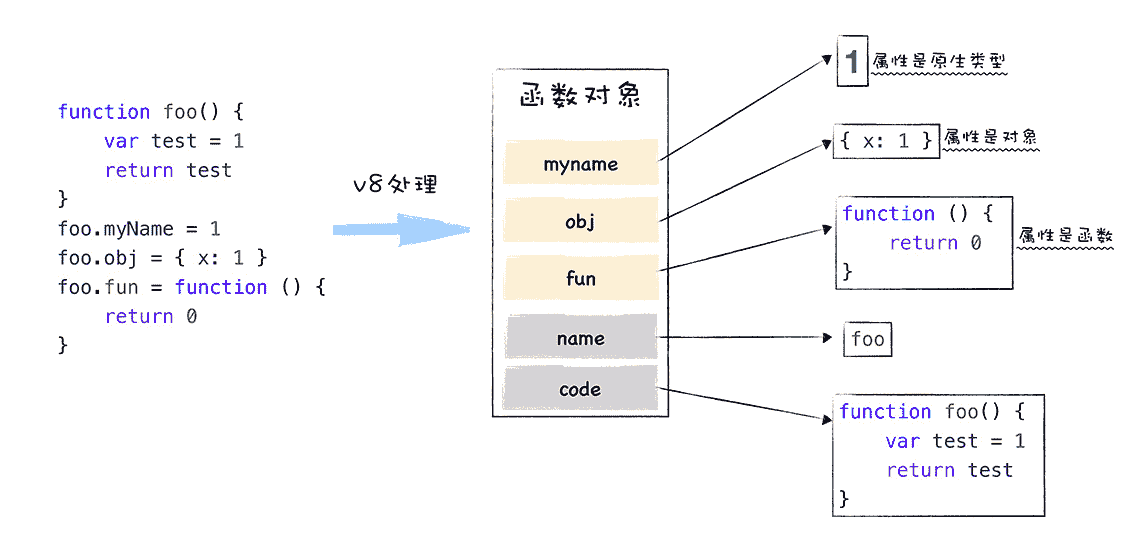 function foo() {
    var test = 1
    return test
}
foo.myName = 1
foo.obj = { x: 1 }
foo.fun = function () {
    return 0
}
v8处理
函数对象
myname
obj
fun
name
code
1 属性是原生类型
{ x: 1 } 属性是对象
function () {
    return 0
}
属性是函数
foo
function foo() {
    var test = 1
    return test
}